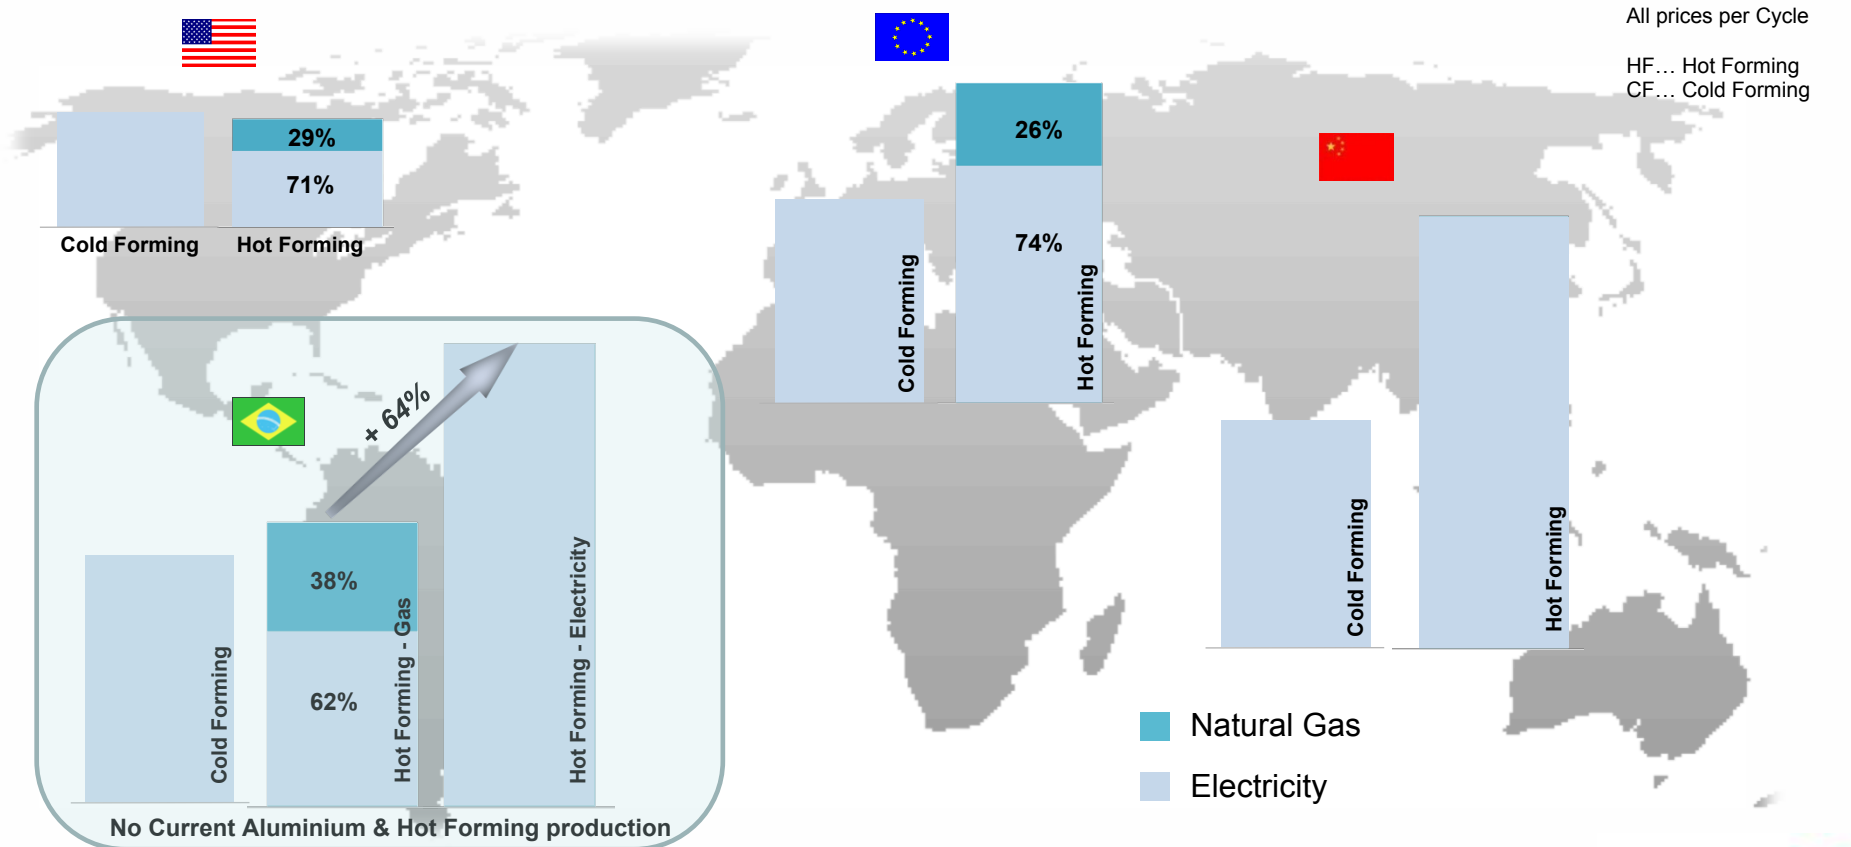 All prices per Cycle
HF… Hot Forming
CF… Cold Forming
29%
71%
Cold Forming
Hot Forming
26%
74%
Cold Forming
Hot Forming
+ 64%
38%
62%
Cold Forming
Hot Forming - Gas
Hot Forming - Electricity
No Current Aluminium & Hot Forming production
Cold Forming
Hot Forming
Natural Gas
Electricity